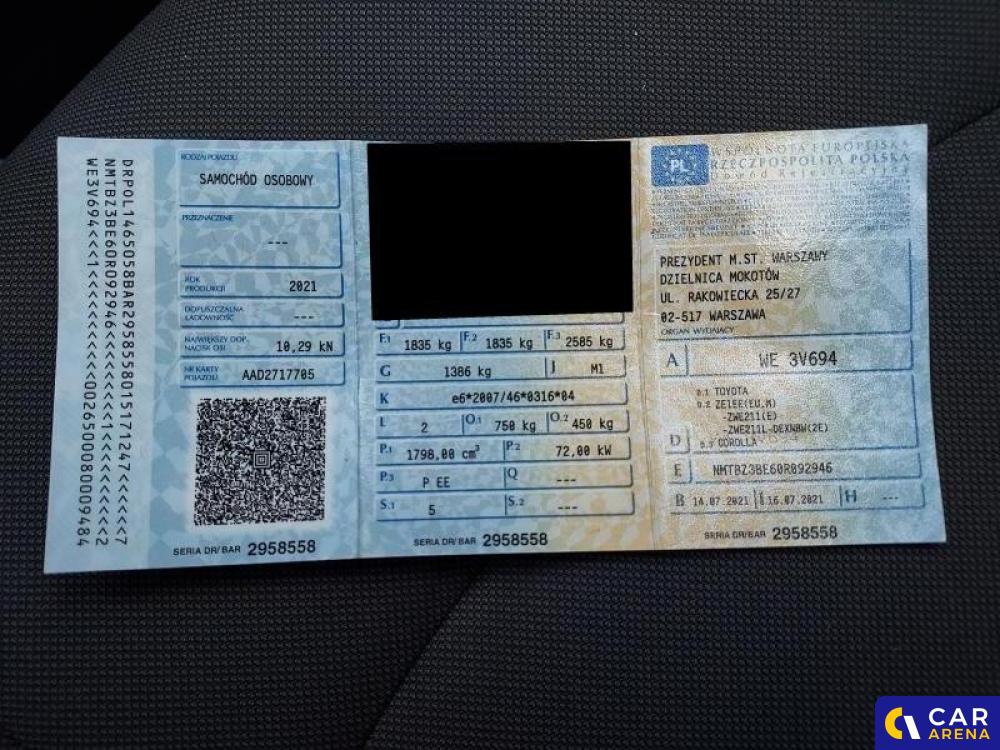 DRPOL1465058BAR2958558015171247<<<<<<7
NMTBZ3BE60R092946<<<<<<<1<<<<<<<<<<2
WE3V694<<<1<<<<<<<<<<0026500080009484
RODZAJ POJAZDU
SAMOCHÓD OSOBOWY
PRZEZNACZENIE
---
ROK PRODUKCJI
2021
DOPUSZCZALNA ŁADOWNOŚĆ
---
NAJWIĘKSZY DOP. NACISK OSI
10,29 kN
NR KARTY POJAZDU
AAD2717705
SERIA DR/BAR 2958558
F.1 1835 kg F.2 1835 kg F.3 2585 kg
G 1386 kg J M1
K e6*2007/46*0316*04
L 2 O.1 750 kg O.2 450 kg
P.1 1798,00 cm³ P.2 72,00 kW
P.3 P EE Q ---
S.1 5 S.2 ---
SERIA DR/BAR 2958558
PL
WSPÓLNOTA EUROPEJSKA
RZECZPOSPOLITA POLSKA
Dowód Rejestracyjny
PREZYDENT M.ST. WARSZAWY
DZIELNICA MOKOTÓW
UL. RAKOWIECKA 25/27
02-517 WARSZAWA
ORGAN WYDAJĄCY
A WE 3V694
D.1 TOYOTA
D.2 ZE1EE(EU,M)
-ZWE211(E)
-ZWE211L-DEXNBW(2E)
D D.3 COROLLA
E NMTBZ3BE60R092946
B 14.07.2021 I 16.07.2021 H ---
SERIA DR/BAR 2958558
CAR
ARENA